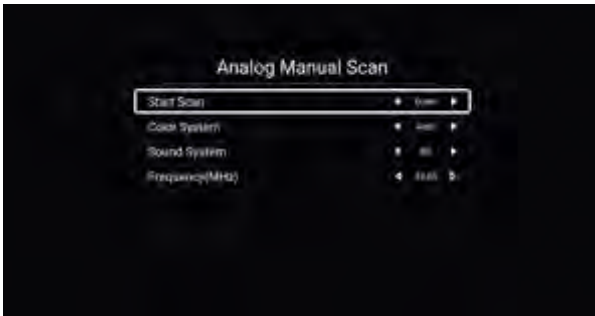 Analog Manual Scan
Start Scan
Color System
Sound System
Frequency(MHz)